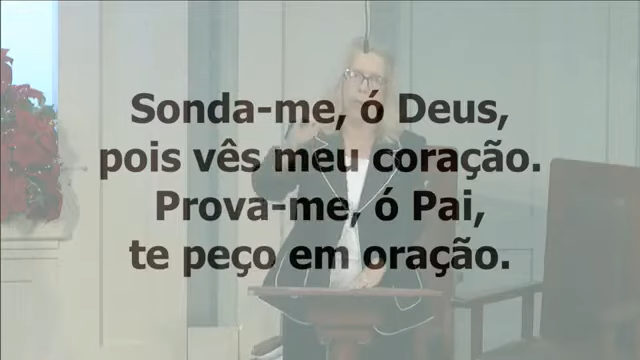 Sonda-me, ó Deus,
pois vês meu coração.
Prova-me, ó Pai,
te peço em oração.